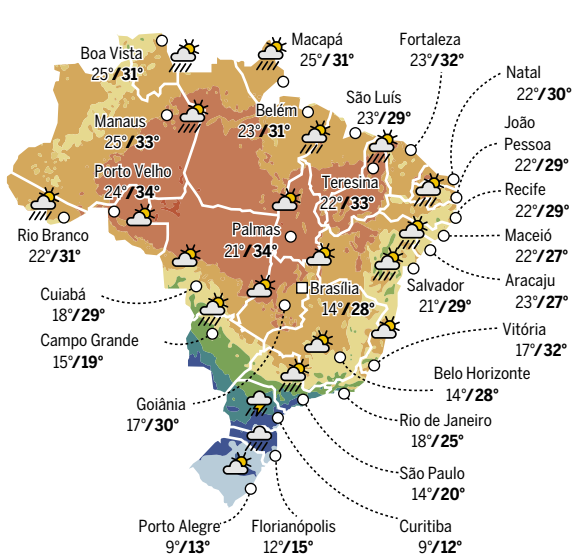 Boa Vista
25°/31°
Macapá
25°/31°
Fortaleza
23°/32°
Natal
22°/30°
João
Pessoa
22°/29°
Recife
22°/29°
Maceió
22°/27°
Aracaju
23°/27°
Manaus
25°/33°
Belém
23°/31°
São Luís
23°/29°
Porto Velho
24°/34°
Teresina
22°/33°
Rio Branco
22°/31°
Palmas
21°/34°
Brasília
14°/28°
Salvador
21°/29°
Cuiabá
18°/29°
Campo Grande
15°/19°
Vitória
17°/32°
Belo Horizonte
14°/28°
Goiânia
17°/30°
Rio de Janeiro
18°/25°
São Paulo
14°/20°
Porto Alegre
9°/13°
Florianópolis
12°/15°
Curitiba
9°/12°